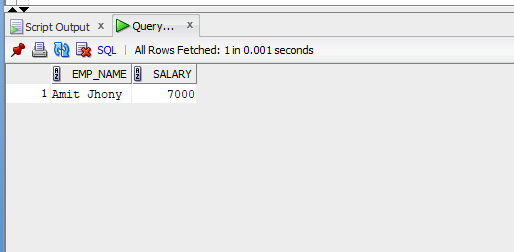 Script Output x Query... x
SQL | All Rows Fetched: 1 in 0.001 seconds
EMP_NAME SALARY
1 Amit Jhony 7000